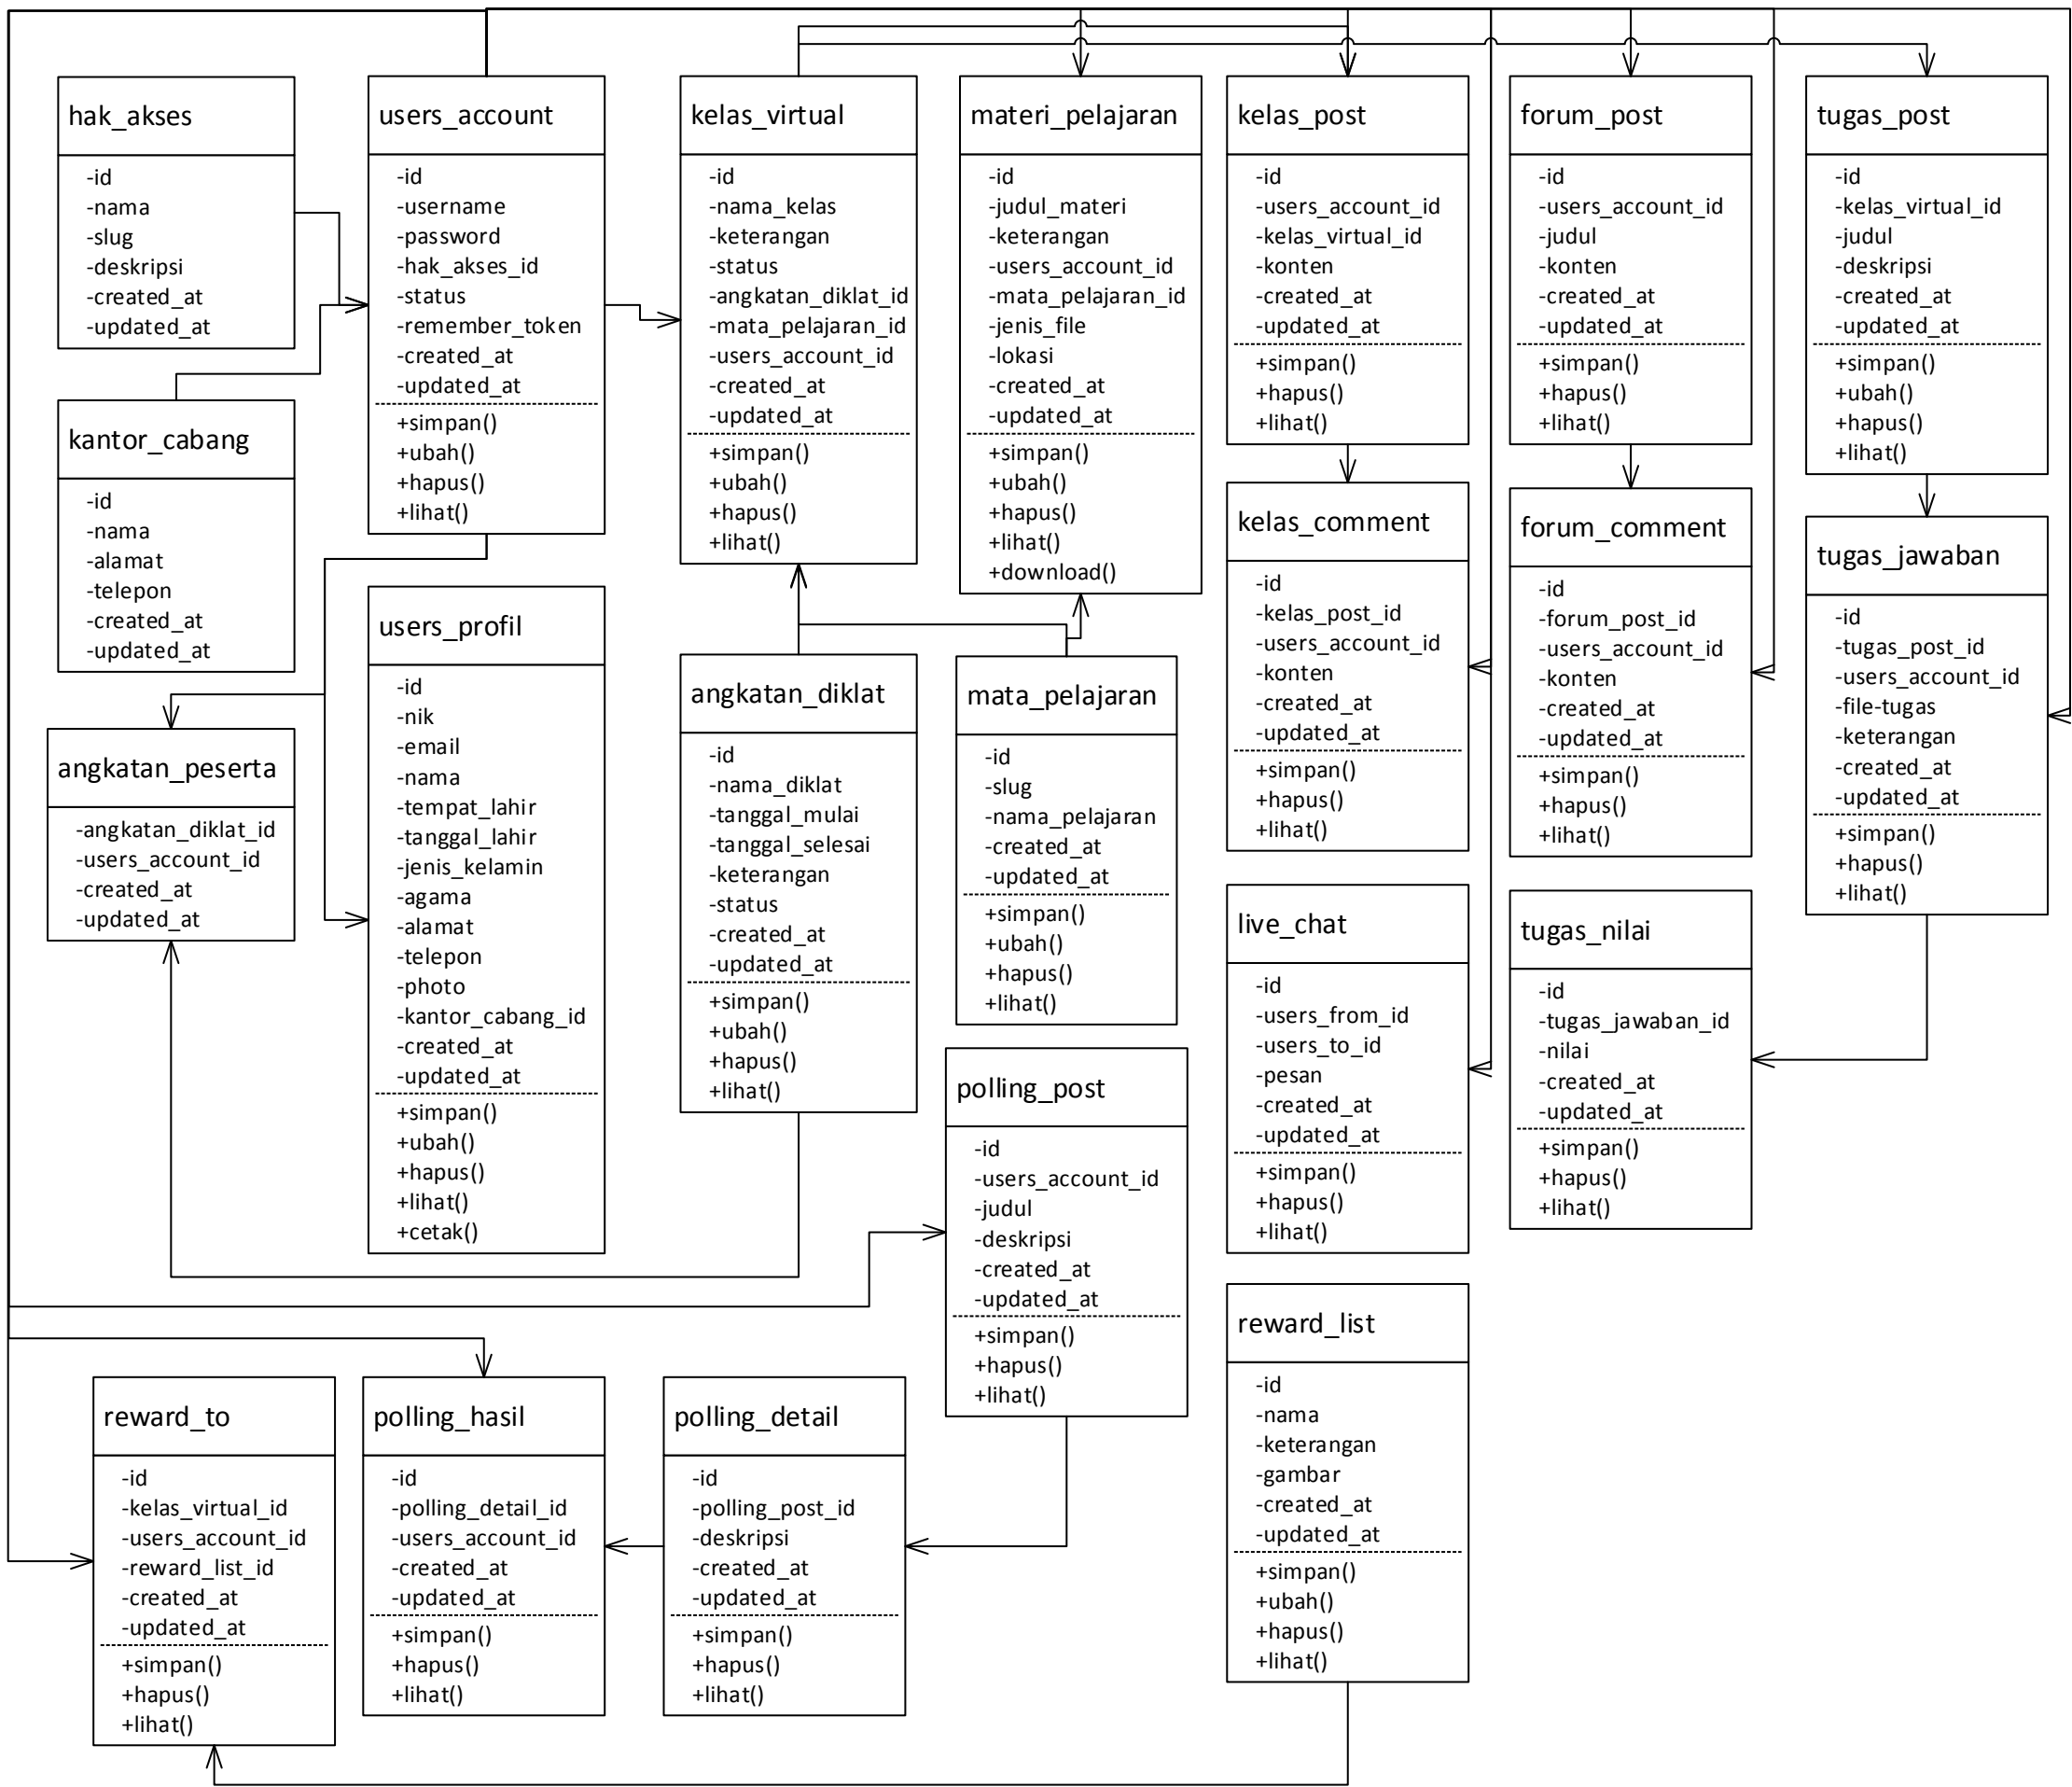 hak_akses
-id
-nama
-slug
-deskripsi
-created_at
-updated_at
users_account
-id
-username
-password
-hak_akses_id
-status
-remember_token
-created_at
-updated_at
+simpan()
+ubah()
+hapus()
+lihat()
kelas_virtual
-id
-nama_kelas
-keterangan
-status
-angkatan_diklat_id
-mata_pelajaran_id
-users_account_id
-created_at
-updated_at
+simpan()
+ubah()
+hapus()
+lihat()
materi_pelajaran
-id
-judul_materi
-keterangan
-users_account_id
-mata_pelajaran_id
-jenis_file
-lokasi
-created_at
-updated_at
+simpan()
+ubah()
+hapus()
+lihat()
+download()
kelas_post
-id
-users_account_id
-kelas_virtual_id
-konten
-created_at
-updated_at
+simpan()
+hapus()
+lihat()
forum_post
-id
-users_account_id
-judul
-konten
-created_at
-updated_at
+simpan()
+hapus()
+lihat()
tugas_post
-id
-kelas_virtual_id
-judul
-deskripsi
-created_at
-updated_at
+simpan()
+ubah()
+hapus()
+lihat()
kantor_cabang
-id
-nama
-alamat
-telepon
-created_at
-updated_at
users_profil
-id
-nik
-email
-nama
-tempat_lahir
-tanggal_lahir
-jenis_kelamin
-agama
-alamat
-telepon
-photo
-kantor_cabang_id
-created_at
-updated_at
+simpan()
+ubah()
+hapus()
+lihat()
+cetak()
angkatan_diklat
-id
-nama_diklat
-tanggal_mulai
-tanggal_selesai
-keterangan
-status
-created_at
-updated_at
+simpan()
+ubah()
+hapus()
+lihat()
mata_pelajaran
-id
-slug
-nama_pelajaran
-created_at
-updated_at
+simpan()
+ubah()
+hapus()
+lihat()
kelas_comment
-id
-kelas_post_id
-users_account_id
-konten
-created_at
-updated_at
+simpan()
+hapus()
+lihat()
forum_comment
-id
-forum_post_id
-users_account_id
-konten
-created_at
-updated_at
+simpan()
+hapus()
+lihat()
tugas_jawaban
-id
-tugas_post_id
-users_account_id
-file-tugas
-keterangan
-created_at
-updated_at
+simpan()
+hapus()
+lihat()
angkatan_peserta
-angkatan_diklat_id
-users_account_id
-created_at
-updated_at
live_chat
-id
-users_from_id
-users_to_id
-pesan
-created_at
-updated_at
+simpan()
+hapus()
+lihat()
tugas_nilai
-id
-tugas_jawaban_id
-nilai
-created_at
-updated_at
+simpan()
+hapus()
+lihat()
polling_post
-id
-users_account_id
-judul
-deskripsi
-created_at
-updated_at
+simpan()
+hapus()
+lihat()
reward_to
-id
-kelas_virtual_id
-users_account_id
-reward_list_id
-created_at
-updated_at
+simpan()
+hapus()
+lihat()
polling_hasil
-id
-polling_detail_id
-users_account_id
-created_at
-updated_at
+simpan()
+hapus()
+lihat()
polling_detail
-id
-polling_post_id
-deskripsi
-created_at
-updated_at
+simpan()
+hapus()
+lihat()
reward_list
-id
-nama
-keterangan
-gambar
-created_at
-updated_at
+simpan()
+ubah()
+hapus()
+lihat()